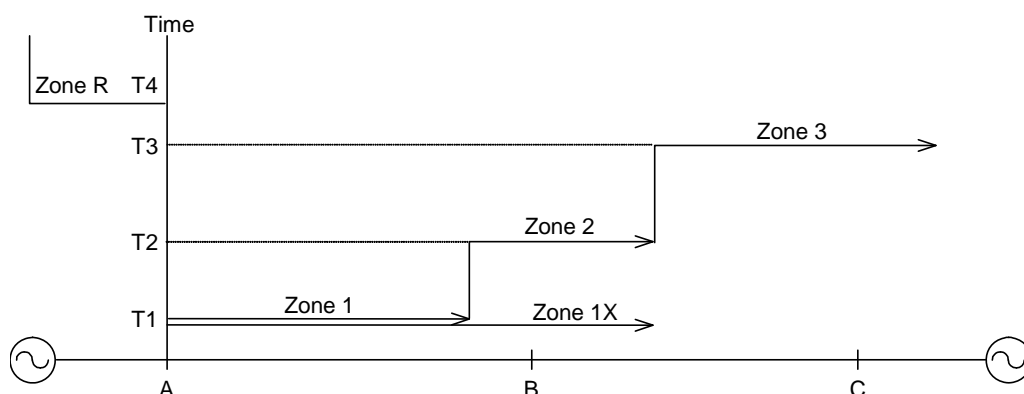 Time
Zone R T4
T3 Zone 3
T2 Zone 2
Zone 1
T1 Zone 1X
A B C